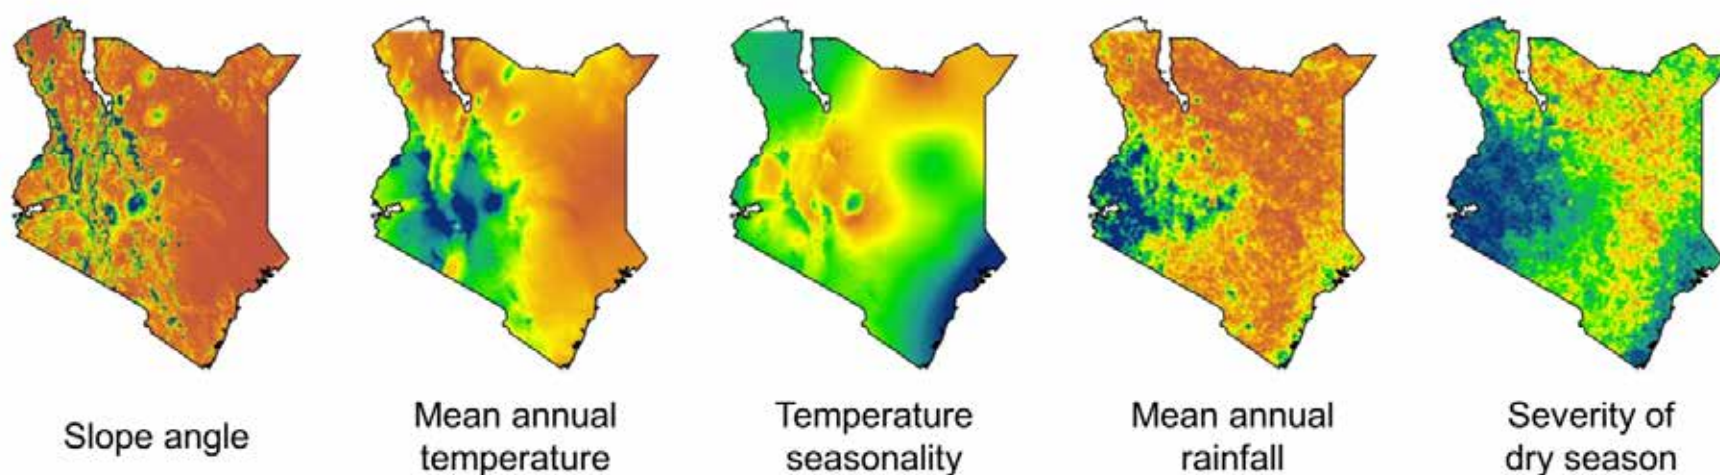 Slope angle
Mean annual
temperature
Temperature
seasonality
Mean annual
rainfall
Severity of
dry season